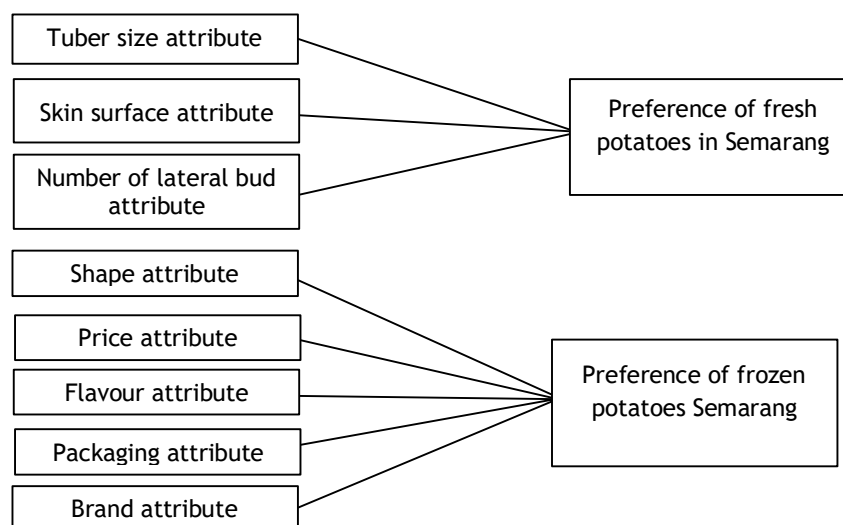 Tuber size attribute
Skin surface attribute
Number of lateral bud
attribute
Preference of fresh
potatoes in Semarang
Shape attribute
Price attribute
Flavour attribute
Packaging attribute
Brand attribute
Preference of frozen
potatoes Semarang